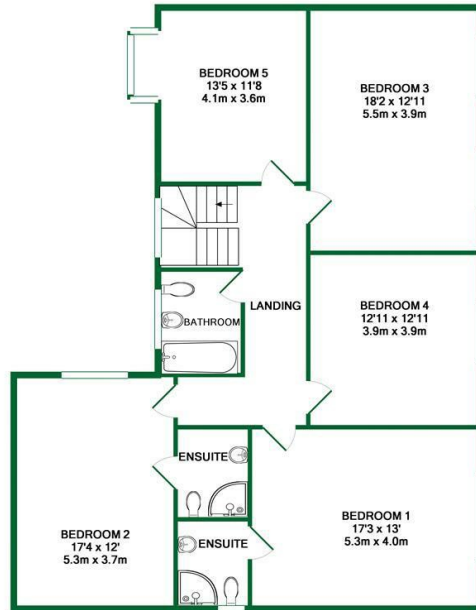 BEDROOM 5
13'5 x 11'8
4.1m x 3.6m
BEDROOM 3
18'2 x 12'11
5.5m x 3.9m
LANDING
BEDROOM 4
12'11 x 12'11
3.9m x 3.9m
BATHROOM
ENSUITE
BEDROOM 1
17'3 x 13'
5.3m x 4.0m
BEDROOM 2
17'4 x 12'
5.3m x 3.7m
ENSUITE